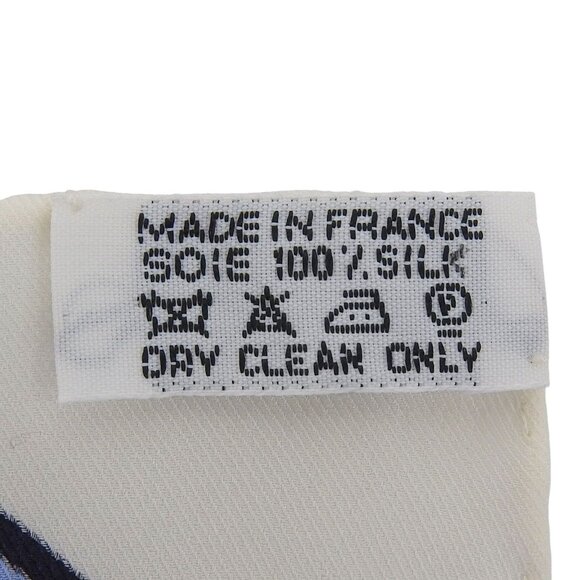 MADE IN FRANCE
SOIE 100% SILK
P
DRY CLEAN ONLY